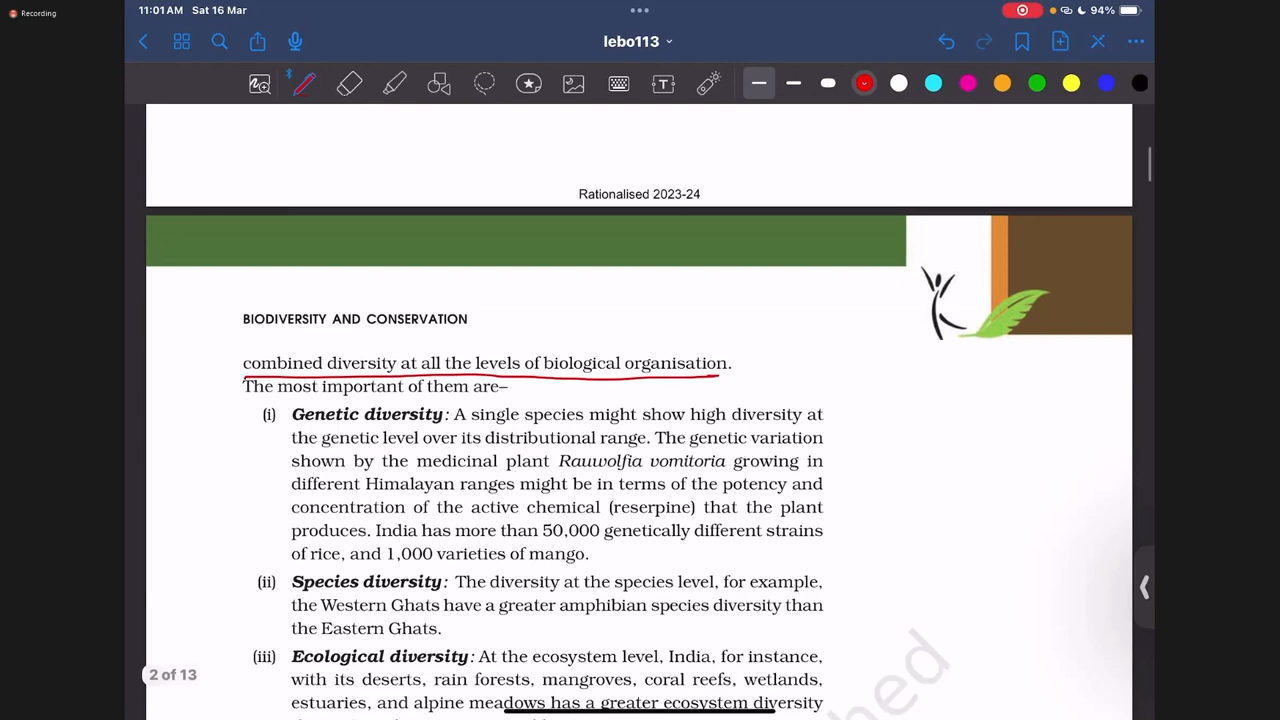 Recording
11:01 AM Sat 16 Mar
94%
lebo113
Rationalised 2023-24
BIODIVERSITY AND CONSERVATION
combined diversity at all the levels of biological organisation.
The most important of them are–
(i) Genetic diversity: A single species might show high diversity at
the genetic level over its distributional range. The genetic variation
shown by the medicinal plant Rauwolfia vomitoria growing in
different Himalayan ranges might be in terms of the potency and
concentration of the active chemical (reserpine) that the plant
produces. India has more than 50,000 genetically different strains
of rice, and 1,000 varieties of mango.
(ii) Species diversity: The diversity at the species level, for example,
the Western Ghats have a greater amphibian species diversity than
the Eastern Ghats.
(iii) Ecological diversity: At the ecosystem level, India, for instance,
with its deserts, rain forests, mangroves, coral reefs, wetlands,
estuaries, and alpine meadows has a greater ecosystem diversity
2 of 13